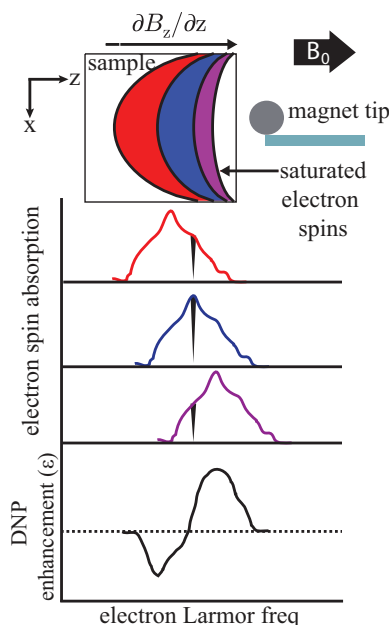 ∂B_z/∂z
B_0
sample
z
x
magnet tip
saturated
electron
spins
electron spin absorption
DNP
enhancement (ε)
electron Larmor freq